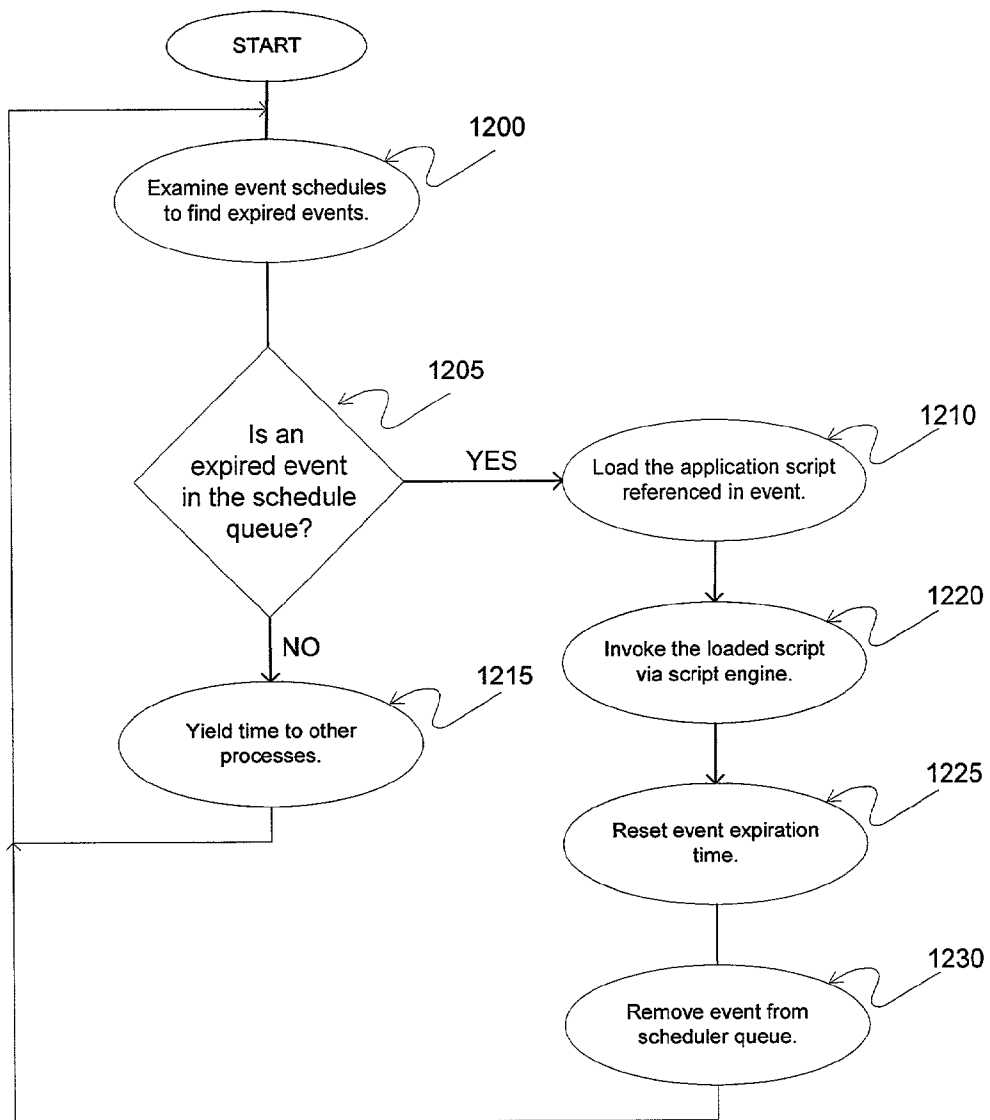 START
1200
Examine event schedules
to find expired events.
1205
Is an
expired event
in the schedule
queue?
YES
1210
Load the application script
referenced in event.
1220
Invoke the loaded script
via script engine.
NO
1215
Yield time to other
processes.
1225
Reset event expiration
time.
1230
Remove event from
scheduler queue.